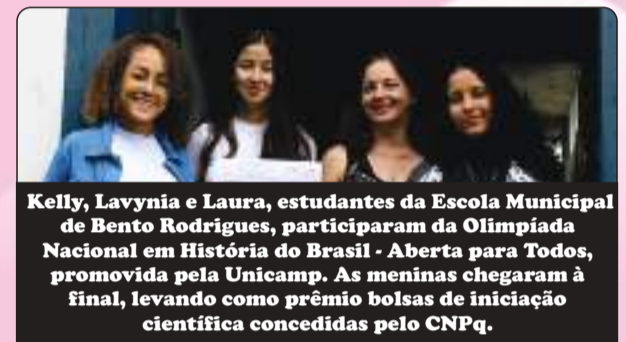 Kelly, Lavynia e Laura, estudantes da Escola Municipal
de Bento Rodrigues, participaram da Olimpíada
Nacional em História do Brasil - Aberta para Todos,
promovida pela Unicamp. As meninas chegaram à
final, levando como prêmio bolsas de iniciação
científica concedidas pelo CNPq.